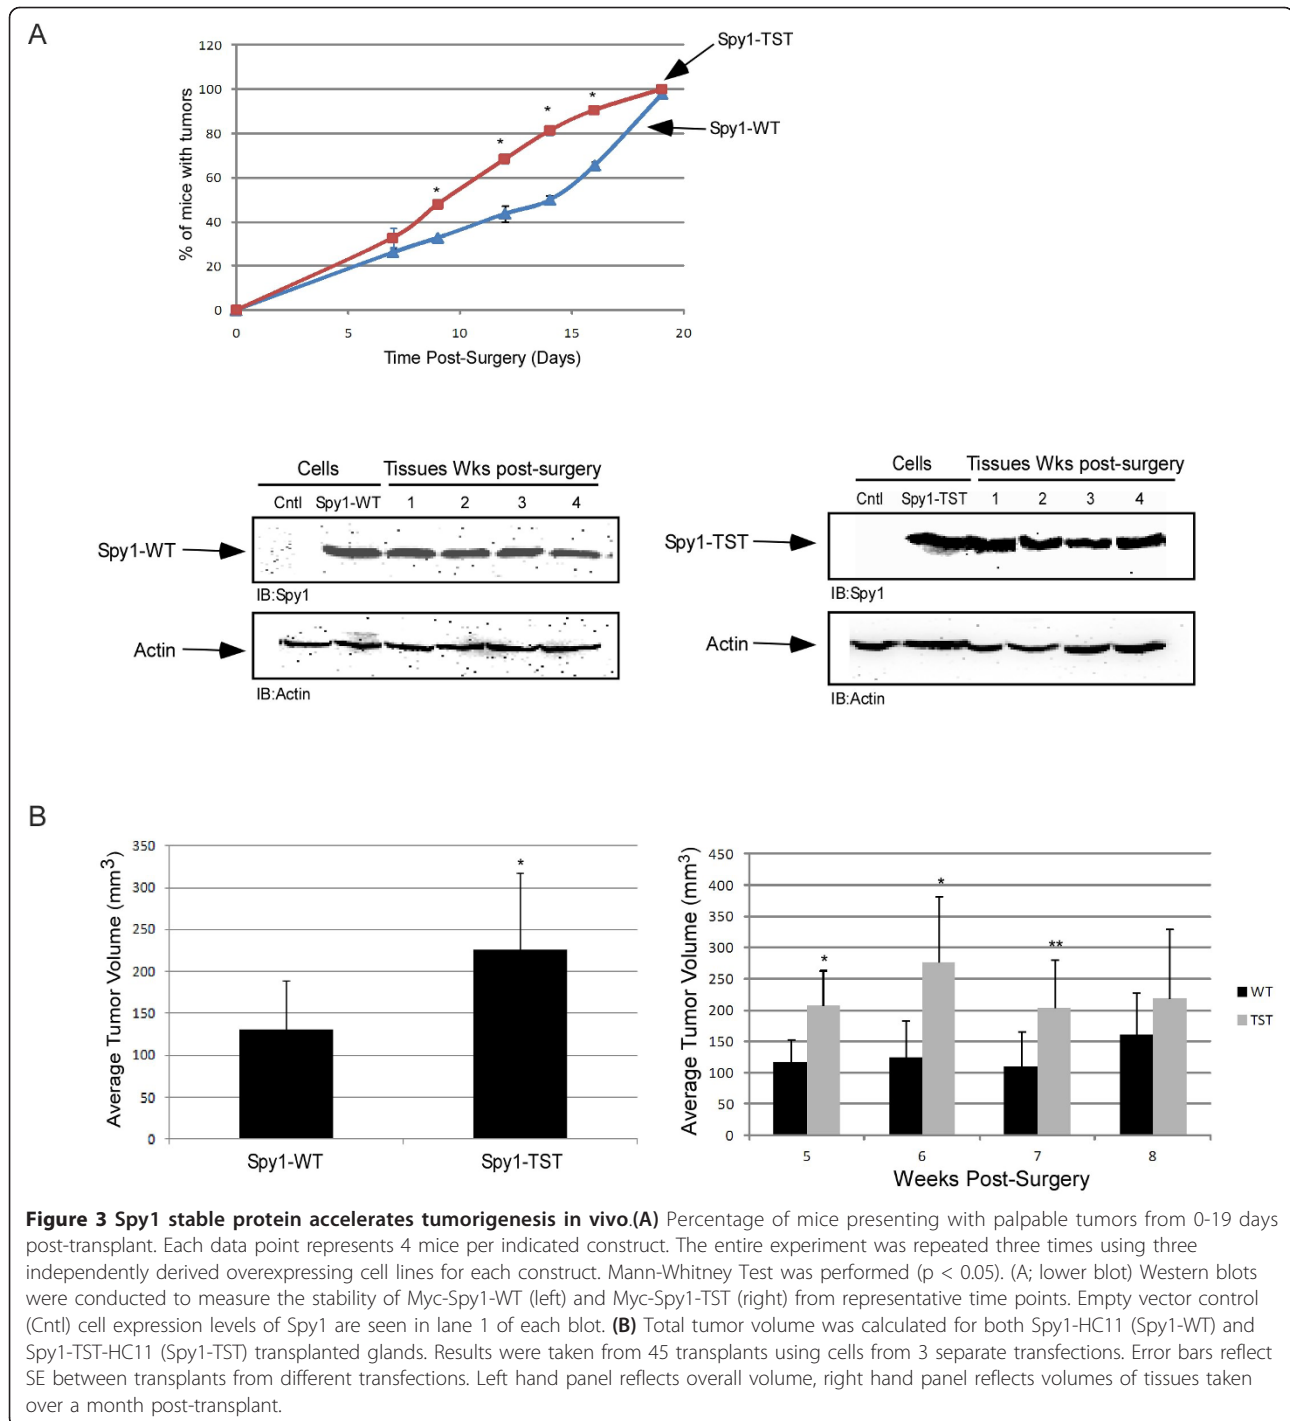 A
120
100
80
60
40
20
0
% of mice with tumors
0 5 10 15 20
Time Post-Surgery (Days)
* * * * *
Spy1-TST
Spy1-WT
Cells Tissues Wks post-surgery
Cntl Spy1-WT 1 2 3 4
Spy1-WT
IB:Spy1
Actin
IB:Actin
Cells Tissues Wks post-surgery
Cntl Spy1-TST 1 2 3 4
Spy1-TST
IB:Spy1
Actin
IB:Actin
B
Average Tumor Volume (mm3)
350
300
250
200
150
100
50
0
*
Spy1-WT Spy1-TST
Average Tumor Volume (mm3)
450
400
350
300
250
200
150
100
50
0
* * **
5 6 7 8
Weeks Post-Surgery
WT
TST
Figure 3 Spy1 stable protein accelerates tumorigenesis in vivo.(A) Percentage of mice presenting with palpable tumors from 0-19 days
post-transplant. Each data point represents 4 mice per indicated construct. The entire experiment was repeated three times using three
independently derived overexpressing cell lines for each construct. Mann-Whitney Test was performed (p < 0.05). (A; lower blot) Western blots
were conducted to measure the stability of Myc-Spy1-WT (left) and Myc-Spy1-TST (right) from representative time points. Empty vector control
(Cntl) cell expression levels of Spy1 are seen in lane 1 of each blot. (B) Total tumor volume was calculated for both Spy1-HC11 (Spy1-WT) and
Spy1-TST-HC11 (Spy1-TST) transplanted glands. Results were taken from 45 transplants using cells from 3 separate transfections. Error bars reflect
SE between transplants from different transfections. Left hand panel reflects overall volume, right hand panel reflects volumes of tissues taken
over a month post-transplant.